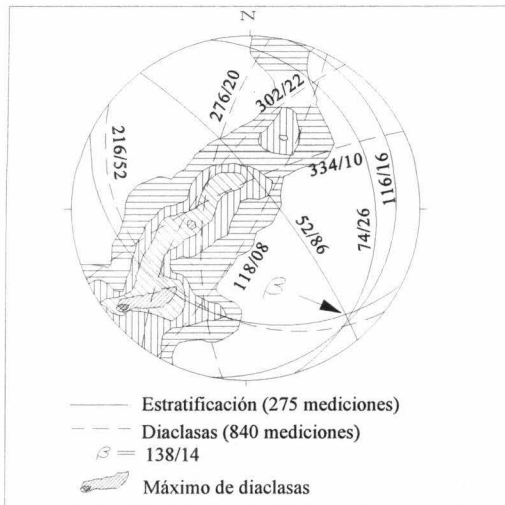 N
276/20
302/22
216/52
334/10
116/16
52/86
74/26
118/08
β
Estratificación (275 mediciones)
Diaclasas (840 mediciones)
β = 138/14
Máximo de diaclasas